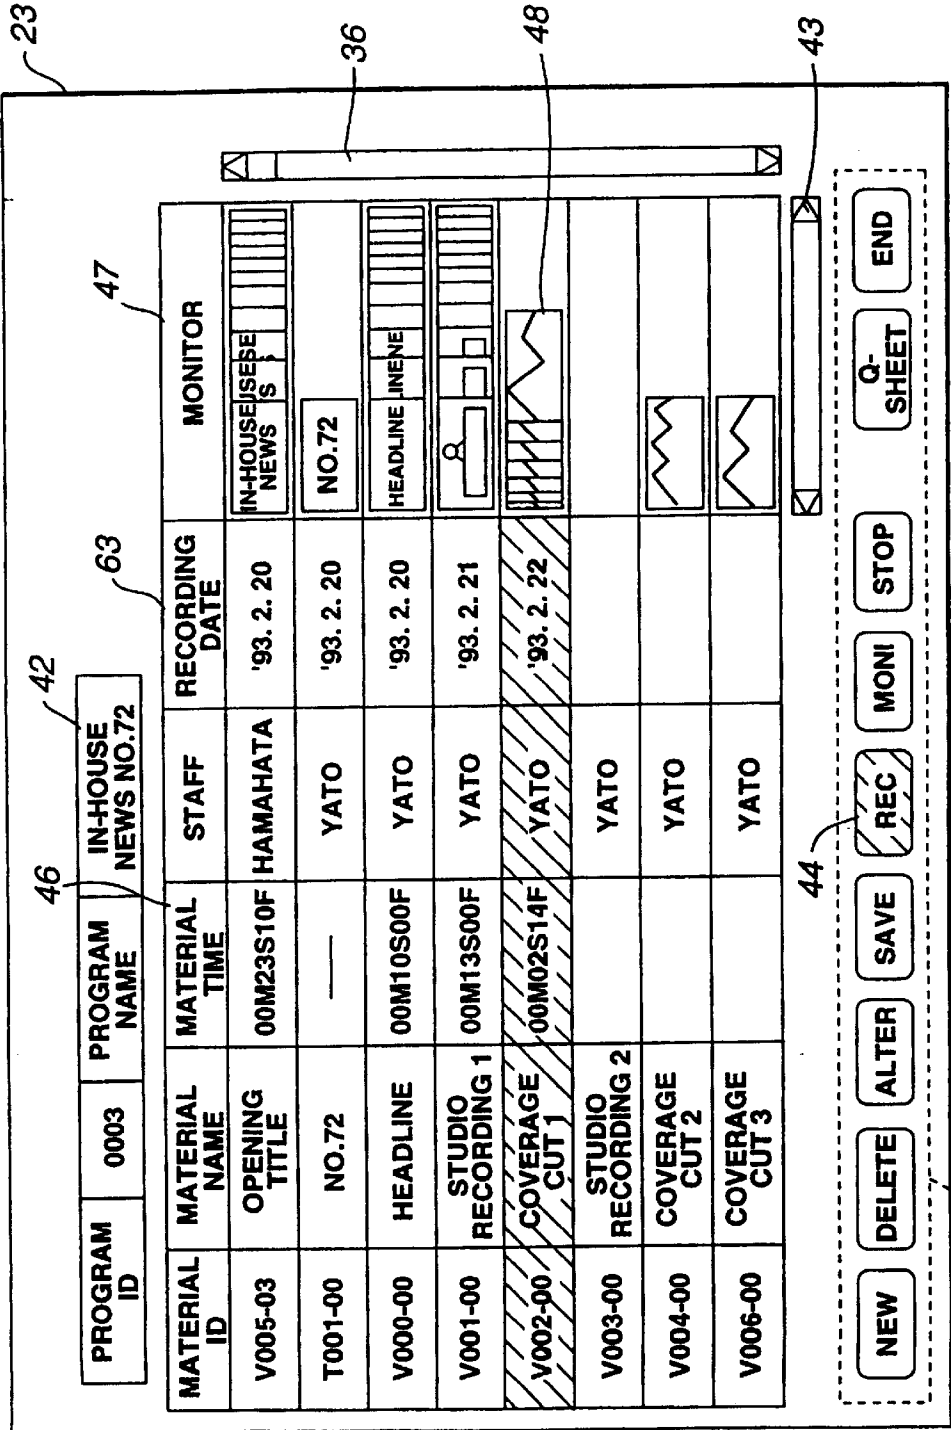 23
42
PROGRAM
ID
0003
PROGRAM
NAME
IN-HOUSE
NEWS NO.72
46
63
47
MATERIAL
ID
MATERIAL
NAME
MATERIAL
TIME
STAFF
RECORDING
DATE
MONITOR
V005-03
OPENING
TITLE
00M23S10F
HAMAHATA
'93. 2. 20
IN-HOUSE
NEWS
USE
SE
S
T001-00
NO.72
—
YATO
'93. 2. 20
NO.72
36
V000-00
HEADLINE
00M10S00F
YATO
'93. 2. 20
HEADLINE
LINE
NE
V001-00
STUDIO
RECORDING 1
00M13S00F
YATO
'93. 2. 21
V002-00
COVERAGE
CUT 1
00M02S14F
YATO
'93. 2. 22
48
V003-00
STUDIO
RECORDING 2
YATO
V004-00
COVERAGE
CUT 2
YATO
V006-00
COVERAGE
CUT 3
YATO
44
43
NEW
DELETE
ALTER
SAVE
REC
MONI
STOP
Q-
SHEET
END